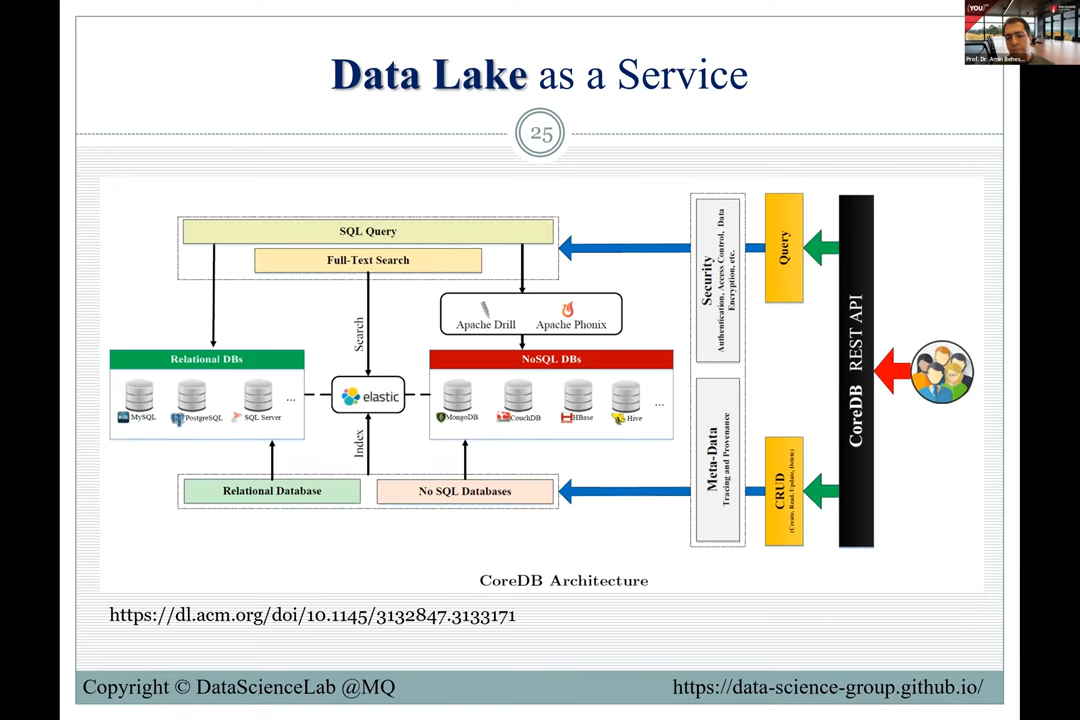 (YOU)
Prof. Dr. Amin Behes...
Data Lake as a Service
25
SQL Query
Full-Text Search
Search
Apache Drill
Apache Phonix
Relational DBs
MySQL
PostgreSQL
SQL Server
...
elastic
NoSQL DBs
MongoDB
CouchDB
HBase
Hive
...
Index
Relational Database
No SQL Databases
Security
Authentication, Access Control, Data
Encryption, etc.
Meta-Data
Tracing and Provenance
Query
CRUD
(Create, Read, Update, Delete)
CoreDB REST API
CoreDB Architecture
https://dl.acm.org/doi/10.1145/3132847.3133171
Copyright © DataScienceLab @MQ
https://data-science-group.github.io/